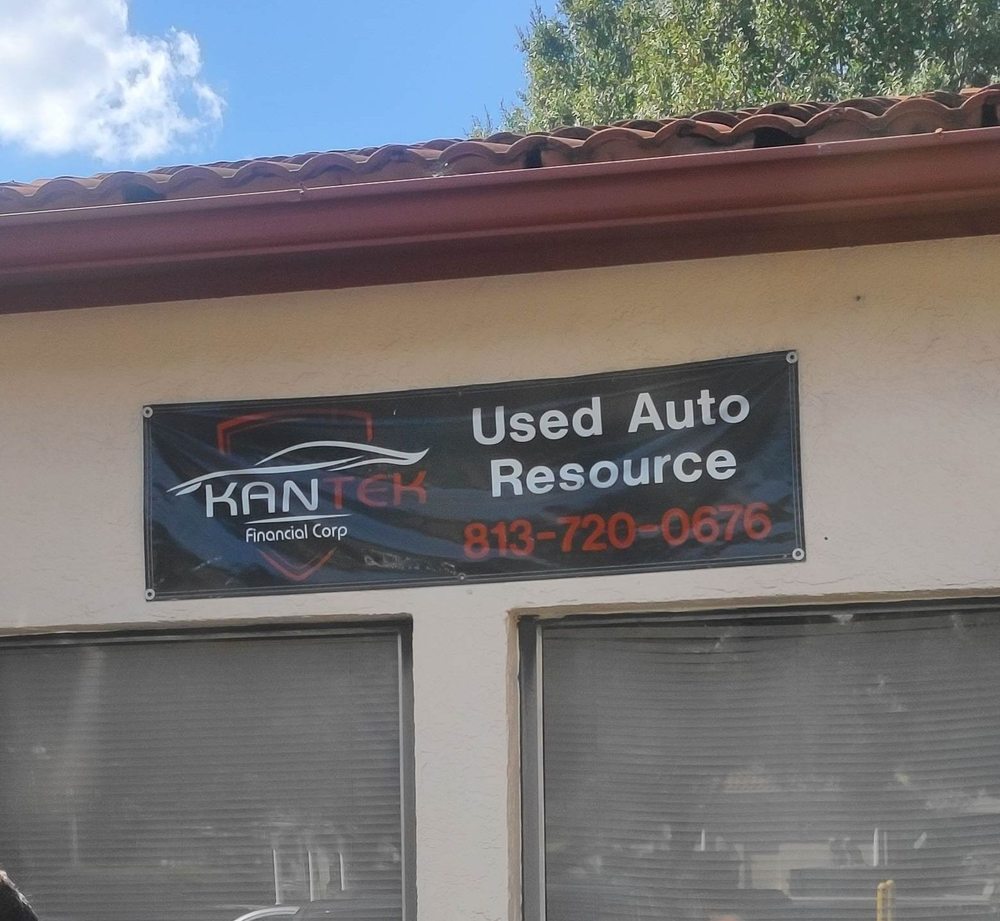 KANTEK
Financial Corp
Used Auto
Resource
813-720-0676